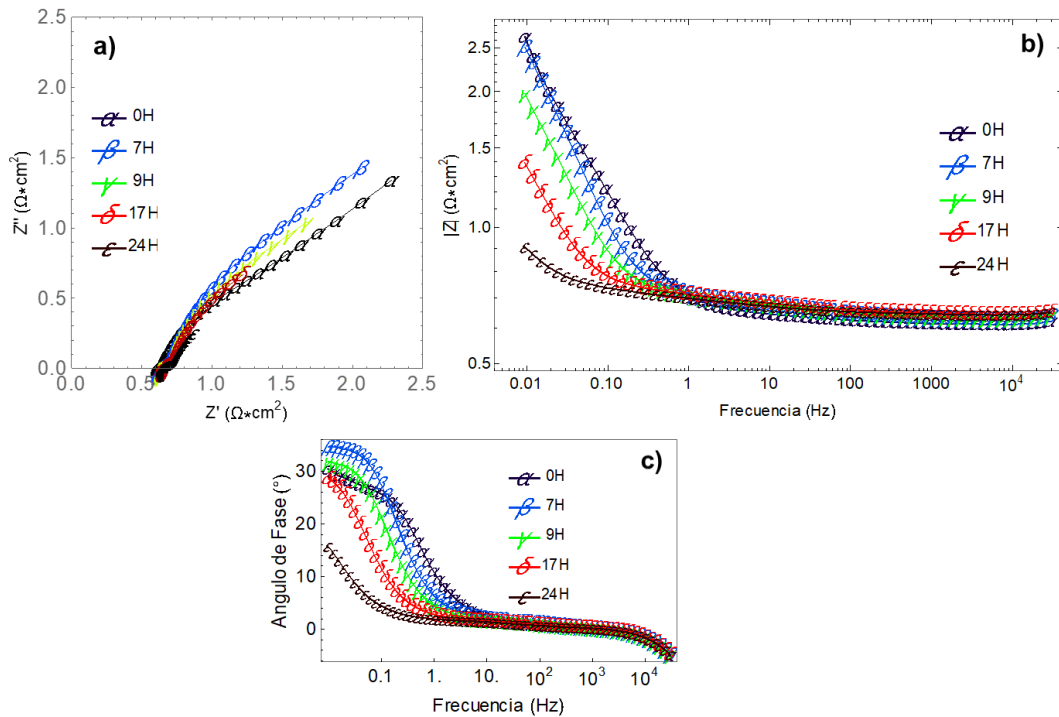 a)
2.5
2.0
1.5
1.0
0.5
0.0
Z'' (Ω*cm²)
α 0H
β 7H
γ 9H
δ 17H
ε 24H
0.0 0.5 1.0 1.5 2.0 2.5
Z' (Ω*cm²)
b)
2.5
2.0
1.5
1.0
0.5
|Z| (Ω*cm²)
α 0H
β 7H
γ 9H
δ 17H
ε 24H
0.01 0.10 1 10 100 1000 10⁴
Frecuencia (Hz)
c)
30
20
10
0
Angulo de Fase (°)
α 0H
β 7H
γ 9H
δ 17H
ε 24H
0.1 1. 10. 10² 10³ 10⁴
Frecuencia (Hz)